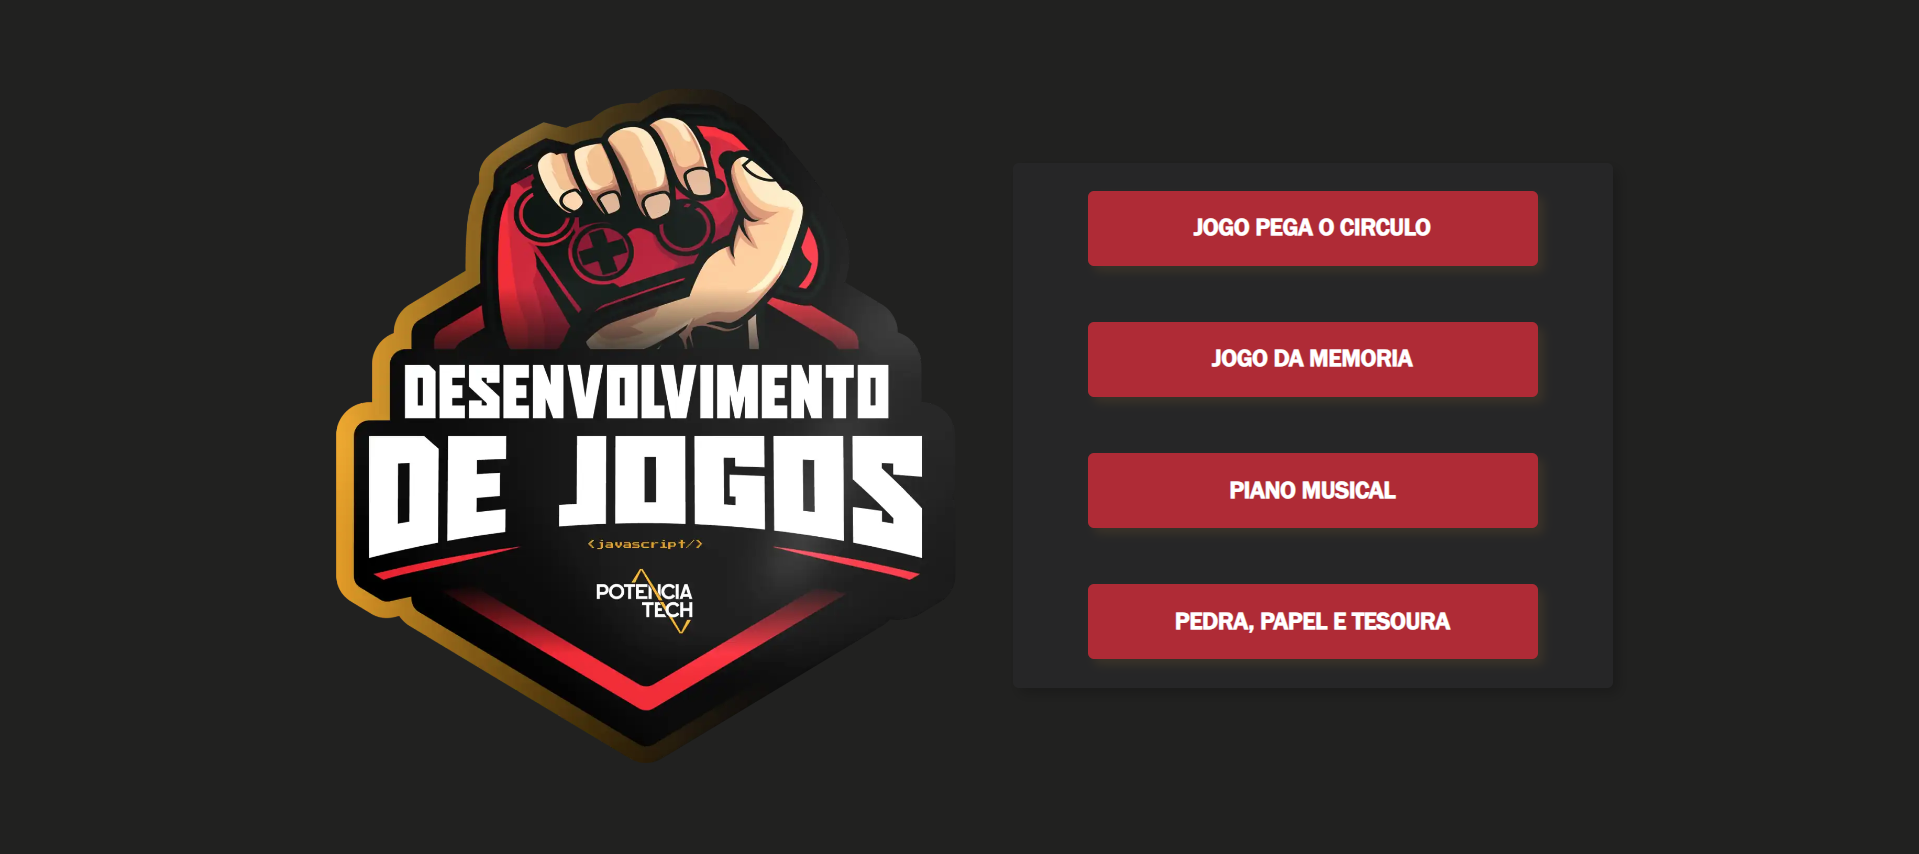 DESENVOLVIMENTO
DE JOGOS
<javascript/>
POTENCIA
TECH
JOGO PEGA O CIRCULO
JOGO DA MEMORIA
PIANO MUSICAL
PEDRA, PAPEL E TESOURA